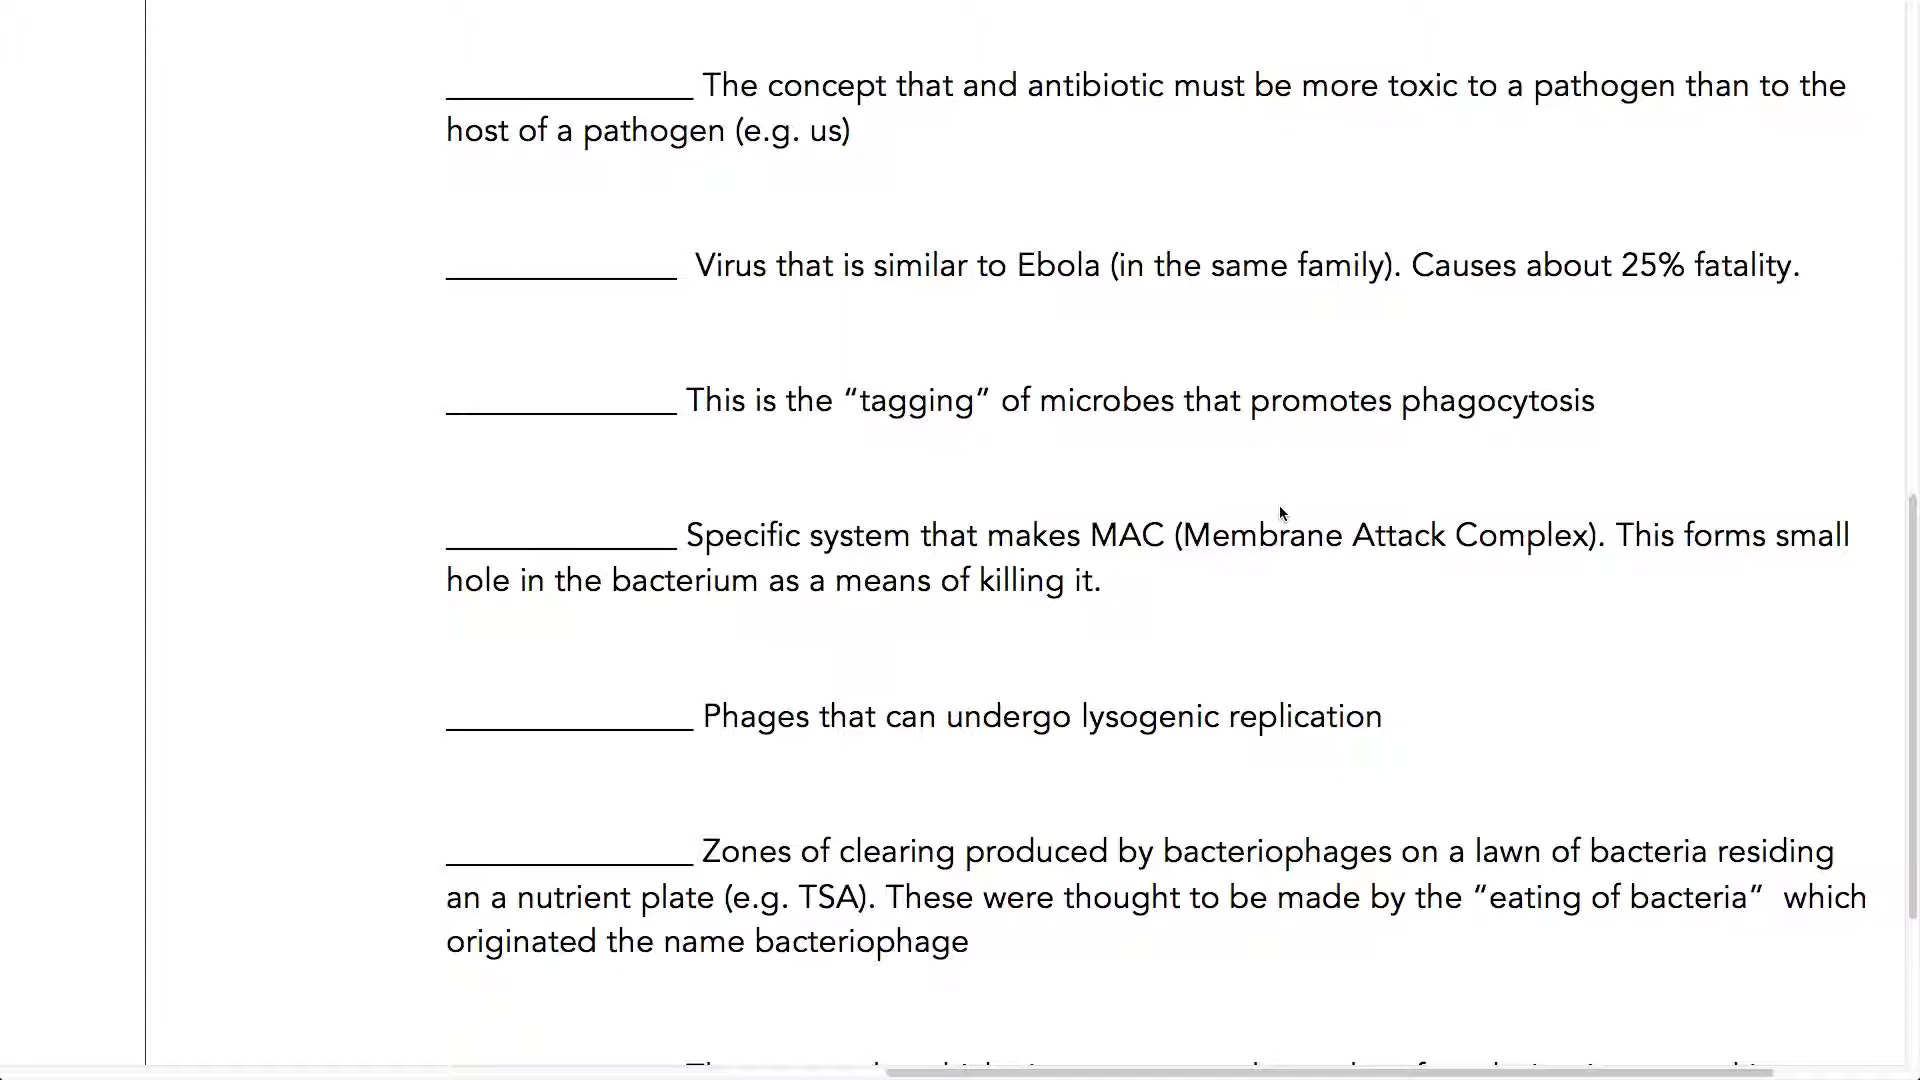 _______________ The concept that and antibiotic must be more toxic to a pathogen than to the
host of a pathogen (e.g. us)
______________ Virus that is similar to Ebola (in the same family). Causes about 25% fatality.
______________ This is the “tagging” of microbes that promotes phagocytosis
______________ Specific system that makes MAC (Membrane Attack Complex). This forms small
hole in the bacterium as a means of killing it.
_______________ Phages that can undergo lysogenic replication
_______________ Zones of clearing produced by bacteriophages on a lawn of bacteria residing
an a nutrient plate (e.g. TSA). These were thought to be made by the “eating of bacteria” which
originated the name bacteriophage